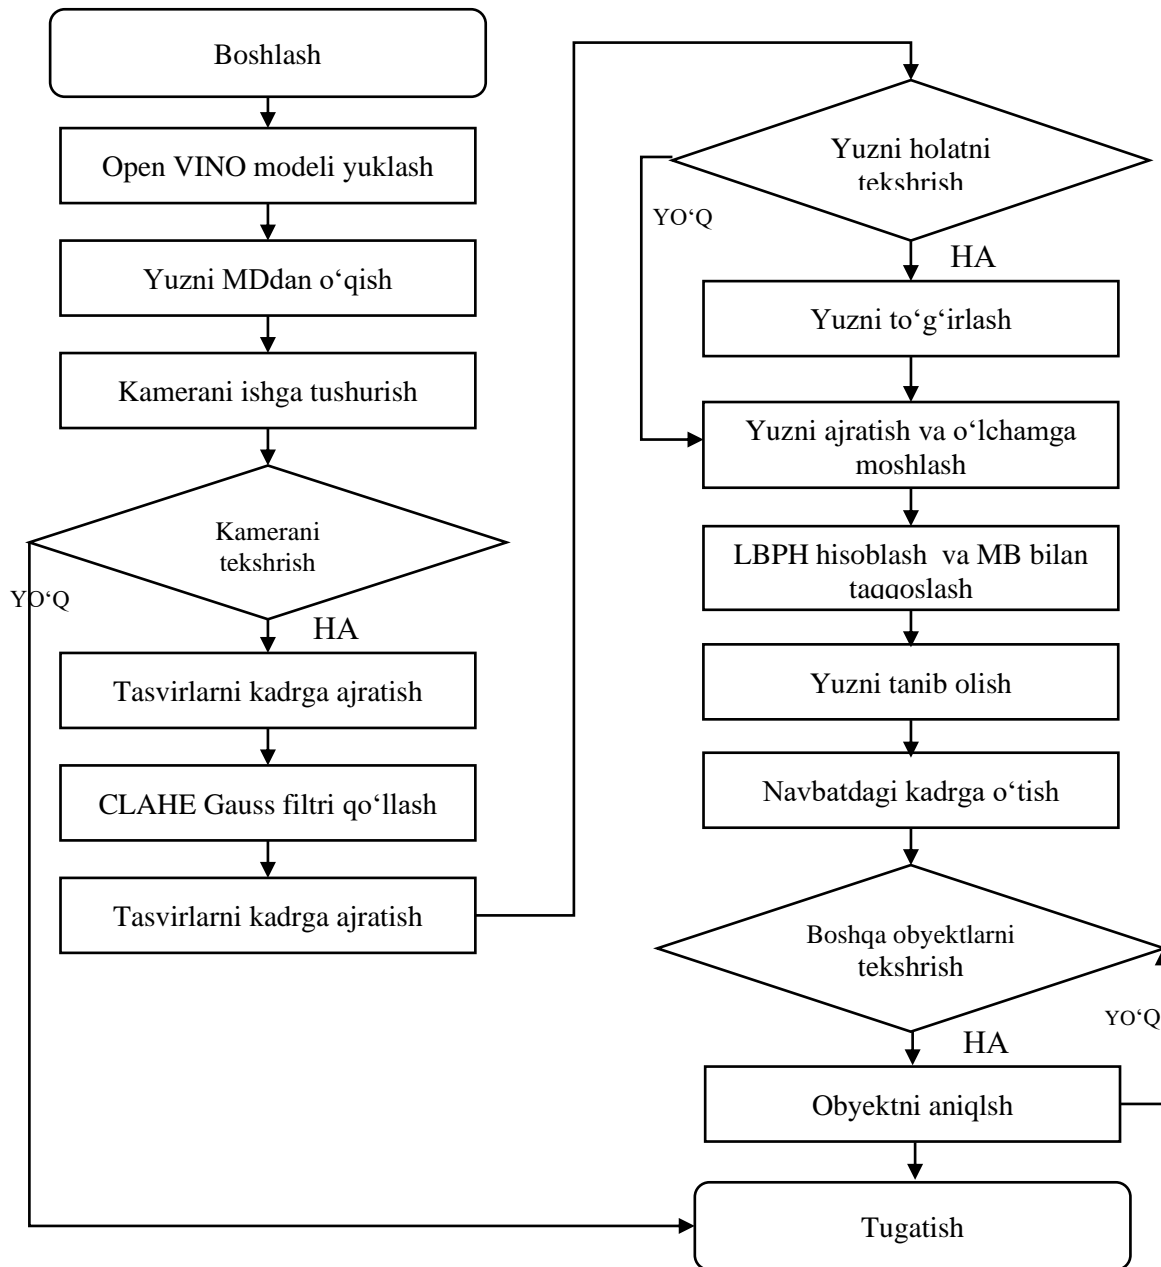 Boshlash
Open VINO modeli yuklash
Yuzni MDdan o‘qish
Kamerani ishga tushurish
Kamerani
tekshrish
YO‘Q
HA
Tasvirlarni kadrga ajratish
CLAHE Gauss filtri qo‘llash
Tasvirlarni kadrga ajratish
Yuzni holatni
tekshrish
YO‘Q
HA
Yuzni to‘g‘irlash
Yuzni ajratish va o‘lchamga
moshlash
LBPH hisoblash va MB bilan
taqqoslash
Yuzni tanib olish
Navbatdagi kadrga o‘tish
Boshqa obyektlarni
tekshrish
YO‘Q
HA
Obyektni aniqlsh
Tugatish